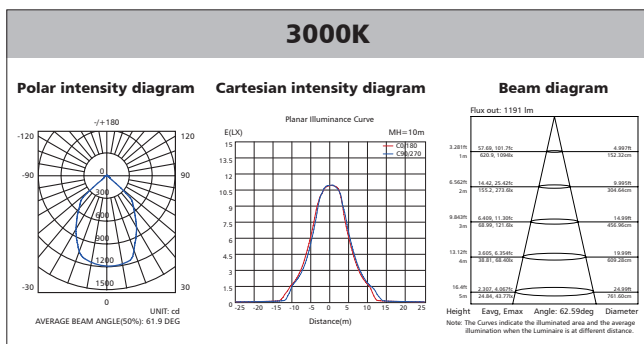 3000K
Polar intensity diagram
-/+180
-120
120
-90
90
0
300
600
900
1200
1500
-30
30
0
UNIT: cd
AVERAGE BEAM ANGLE(50%): 61.9 DEG
Cartesian intensity diagram
Planar Illuminance Curve
E(LX)
MH=10m
C0/180
C90/270
15
13.5
12
10.5
9
7.5
6
4.5
3
1.5
0
-25 -20 -15 -10 -5 0 5 10 15 20 25
Distance(m)
Beam diagram
Flux out: 1191 lm
3.281ft 57.69, 101.7fc 4.997ft
1m 620.9, 1094lx 152.32cm
6.562ft 14.42, 25.42fc 9.995ft
2m 155.2, 273.6lx 304.64cm
9.843ft 6.409, 11.30fc 14.99ft
3m 68.99, 121.6lx 456.96cm
13.12ft 3.605, 6.354fc 19.99ft
4m 38.81, 68.40lx 609.28cm
16.4ft 2.307, 4.067fc 24.99ft
5m 24.84, 43.77lx 761.60cm
Height Eavg, Emax Angle: 62.59deg Diameter
Note: The Curves indicate the illuminated area and the average
illumination when the Luminaire is at different distance.